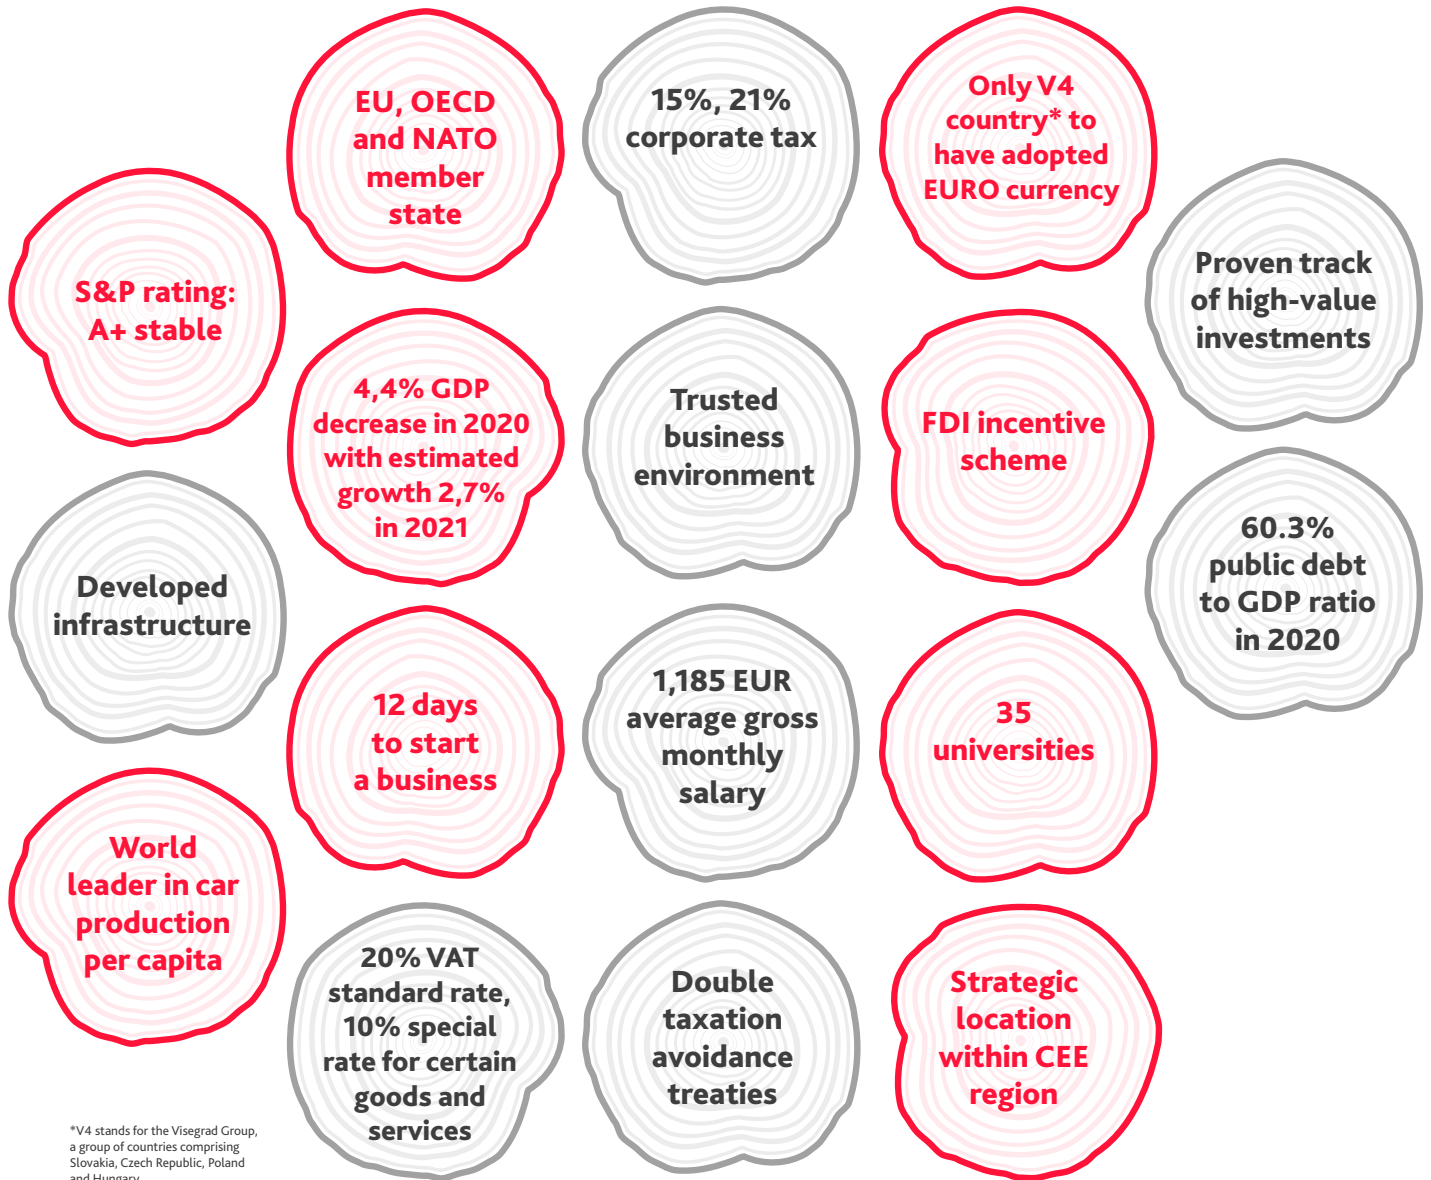 EU, OECD
and NATO
member
state
15%, 21%
corporate tax
Only V4
country* to
have adopted
EURO currency
S&P rating:
A+ stable
Proven track
of high-value
investments
4,4% GDP
decrease in 2020
with estimated
growth 2,7%
in 2021
Trusted
business
environment
FDI incentive
scheme
Developed
infrastructure
60.3%
public debt
to GDP ratio
in 2020
12 days
to start
a business
1,185 EUR
average gross
monthly
salary
35
universities
World
leader in car
production
per capita
20% VAT
standard rate,
10% special
rate for certain
goods and
services
Double
taxation
avoidance
treaties
Strategic
location
within CEE
region
*V4 stands for the Visegrad Group,
a group of countries comprising
Slovakia, Czech Republic, Poland
and Hungary